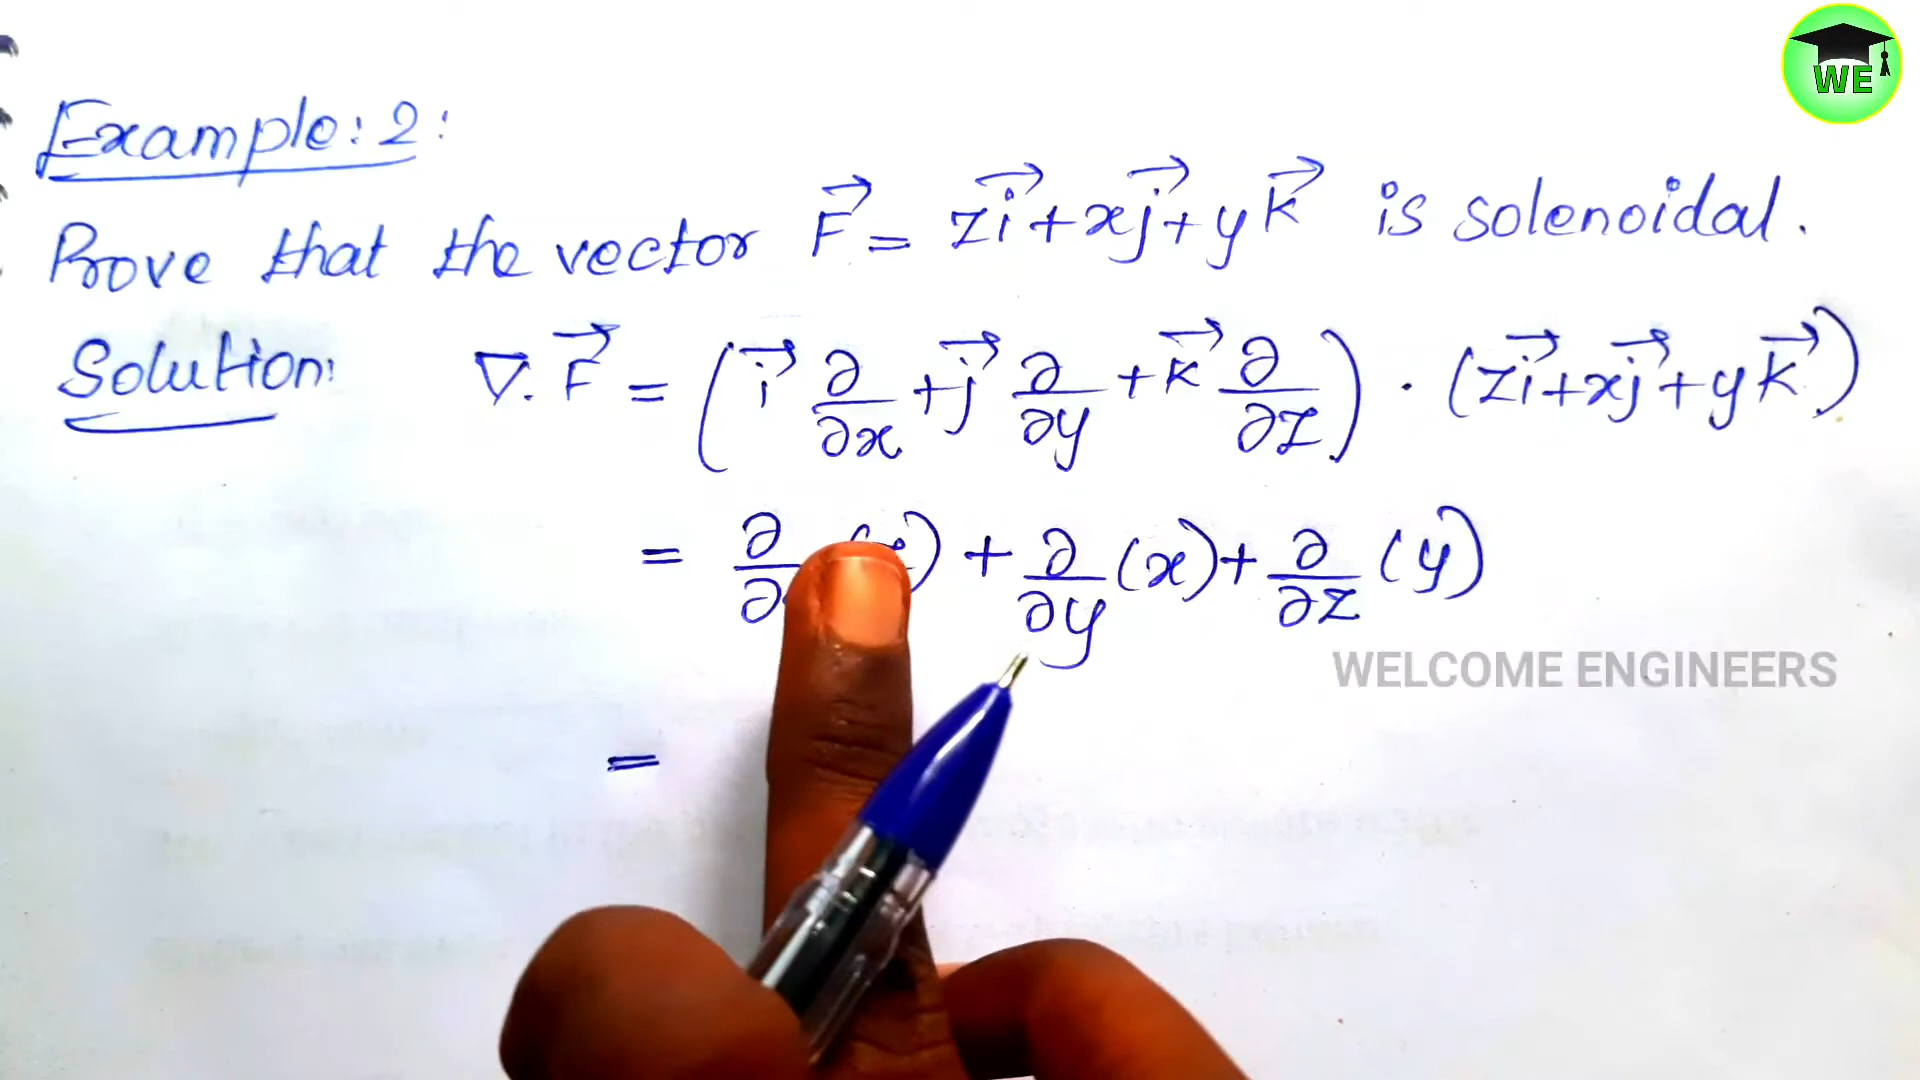 WE
Example: 2:
Prove that the vector F⃗ = zi⃗ + xj⃗ + yk⃗ is solenoidal.
Solution: ∇·F⃗ = (i⃗ ∂/∂x + j⃗ ∂/∂y + k⃗ ∂/∂z) · (zi⃗ + xj⃗ + yk⃗)
= ∂ ) + ∂/∂y (x) + ∂/∂z (y)
WELCOME ENGINEERS
=